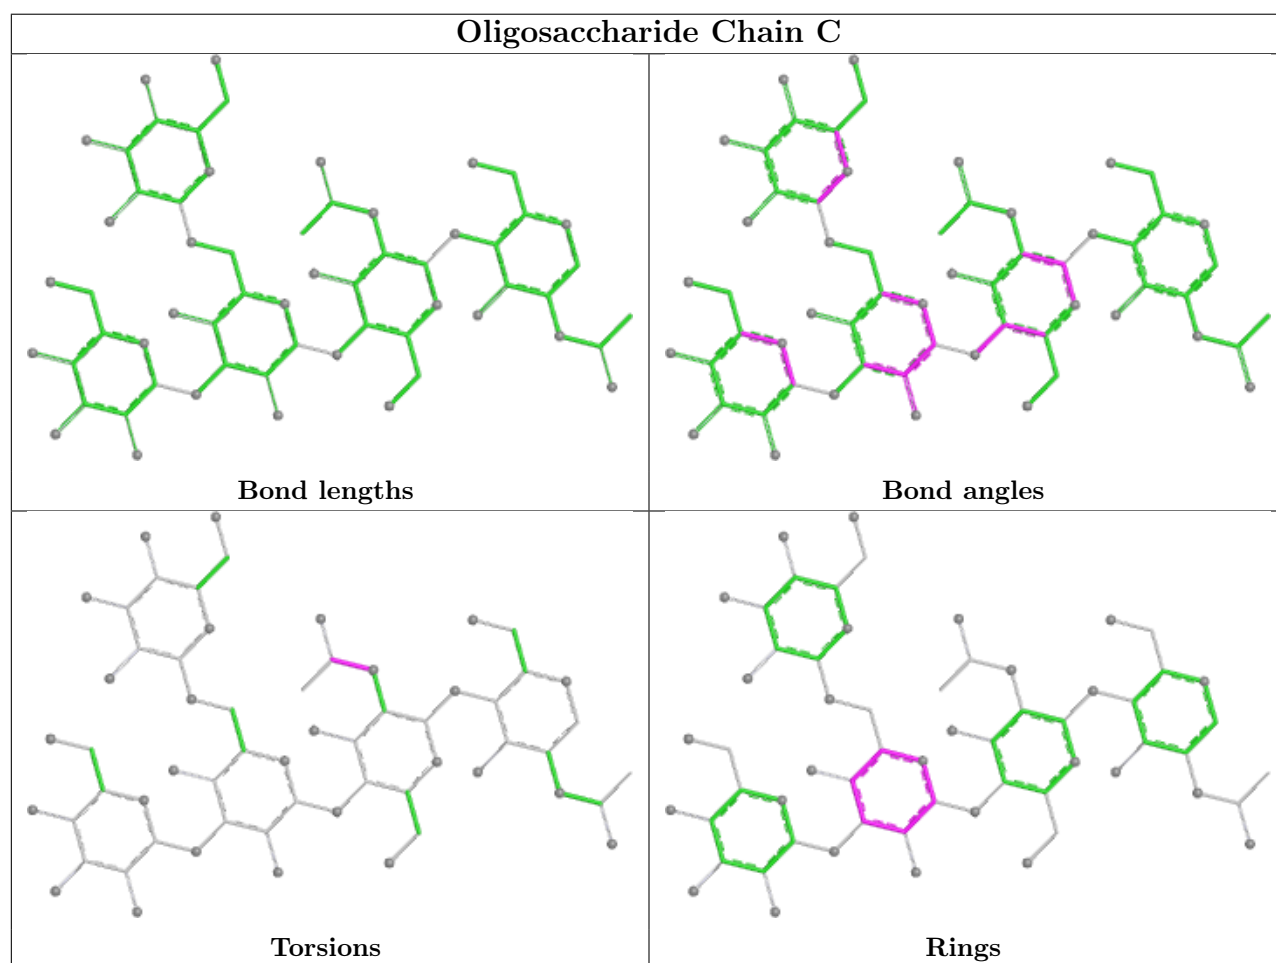 Oligosaccharide Chain C
Bond lengths
Bond angles
Torsions
Rings